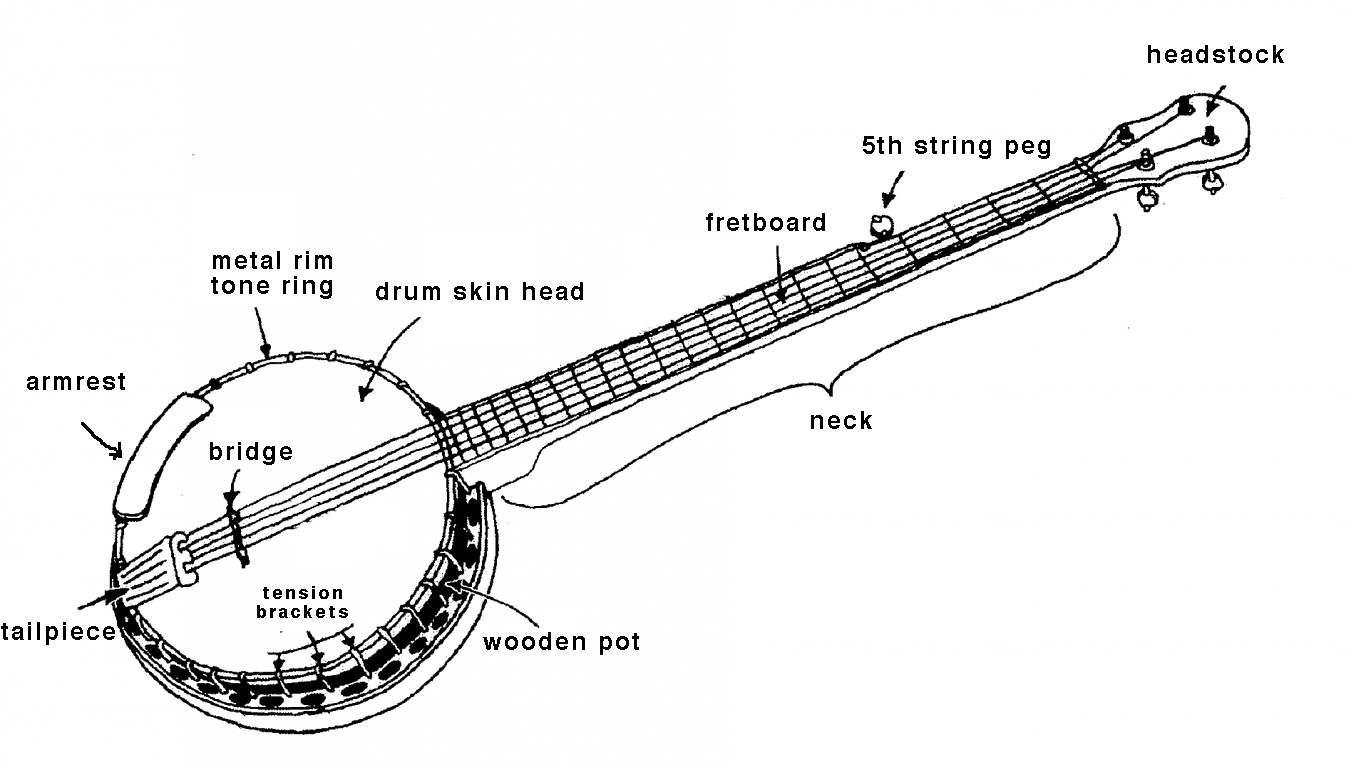 headstock
5th string peg
fretboard
metal rim
tone ring
drum skin head
armrest
neck
bridge
tension
brackets
tailpiece
wooden pot